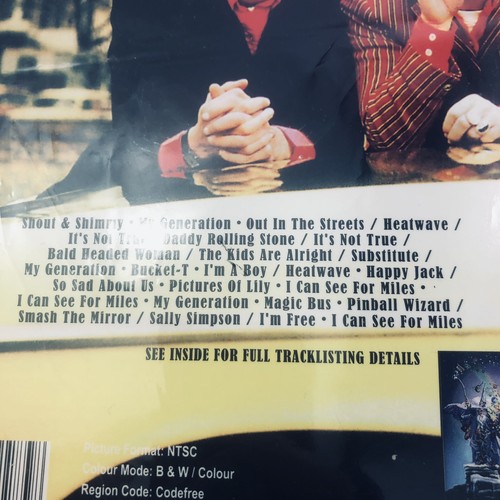 Shout & Shimmy • My Generation • Out In The Streets / Heatwave /
It's Not True Daddy Rolling Stone / It's Not True /
Bald Headed Woman / The Kids Are Alright / Substitute /
My Generation • Bucket-T • I'm A Boy / Heatwave • Happy Jack /
So Sad About Us • Pictures Of Lily • I Can See For Miles •
I Can See For Miles • My Generation • Magic Bus • Pinball Wizard /
Smash The Mirror / Sally Simpson / I'm Free • I Can See For Miles
SEE INSIDE FOR FULL TRACKLISTING DETAILS
Picture Format: NTSC
Colour Mode: B & W / Colour
Region Code: Codefree